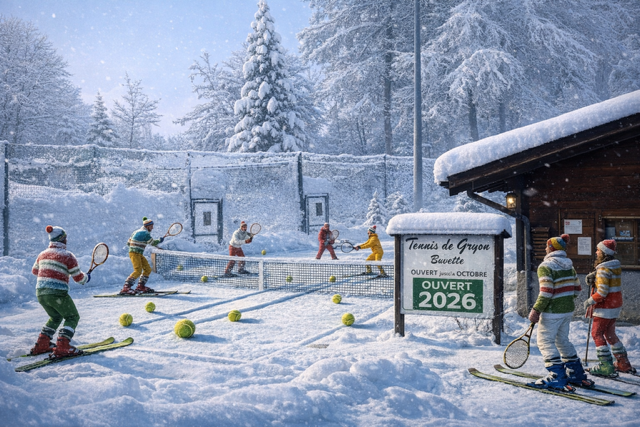 Tennis de Gryon
Buvette
OUVERT jusqu'a OCTOBRE
OUVERT
2026